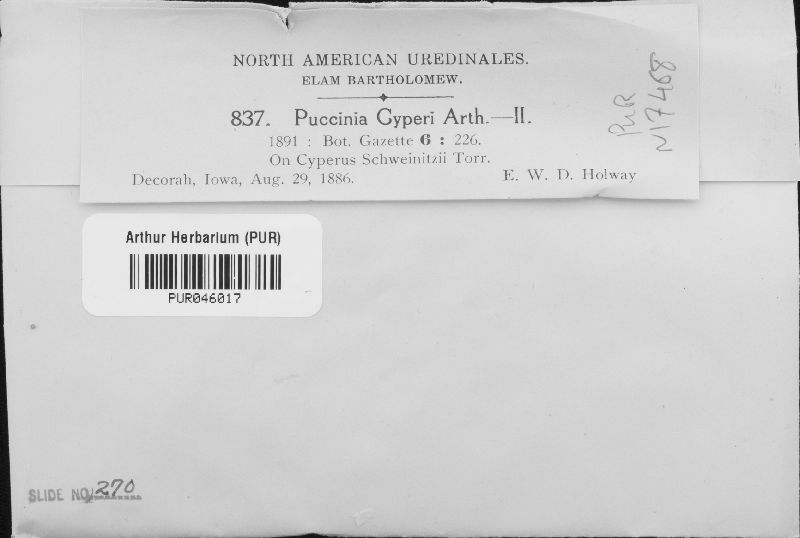 NORTH AMERICAN UREDINALES.
ELAM BARTHOLOMEW.
837. Puccinia Cyperi Arth.—II.
1891 : Bot. Gazette 6 : 226.
On Cyperus Schweinitzii Torr.
Decorah, Iowa, Aug. 29, 1886. E. W. D. Holway
PUR
N17468
Arthur Herbarium (PUR)
PUR046017
SLIDE NO. 270